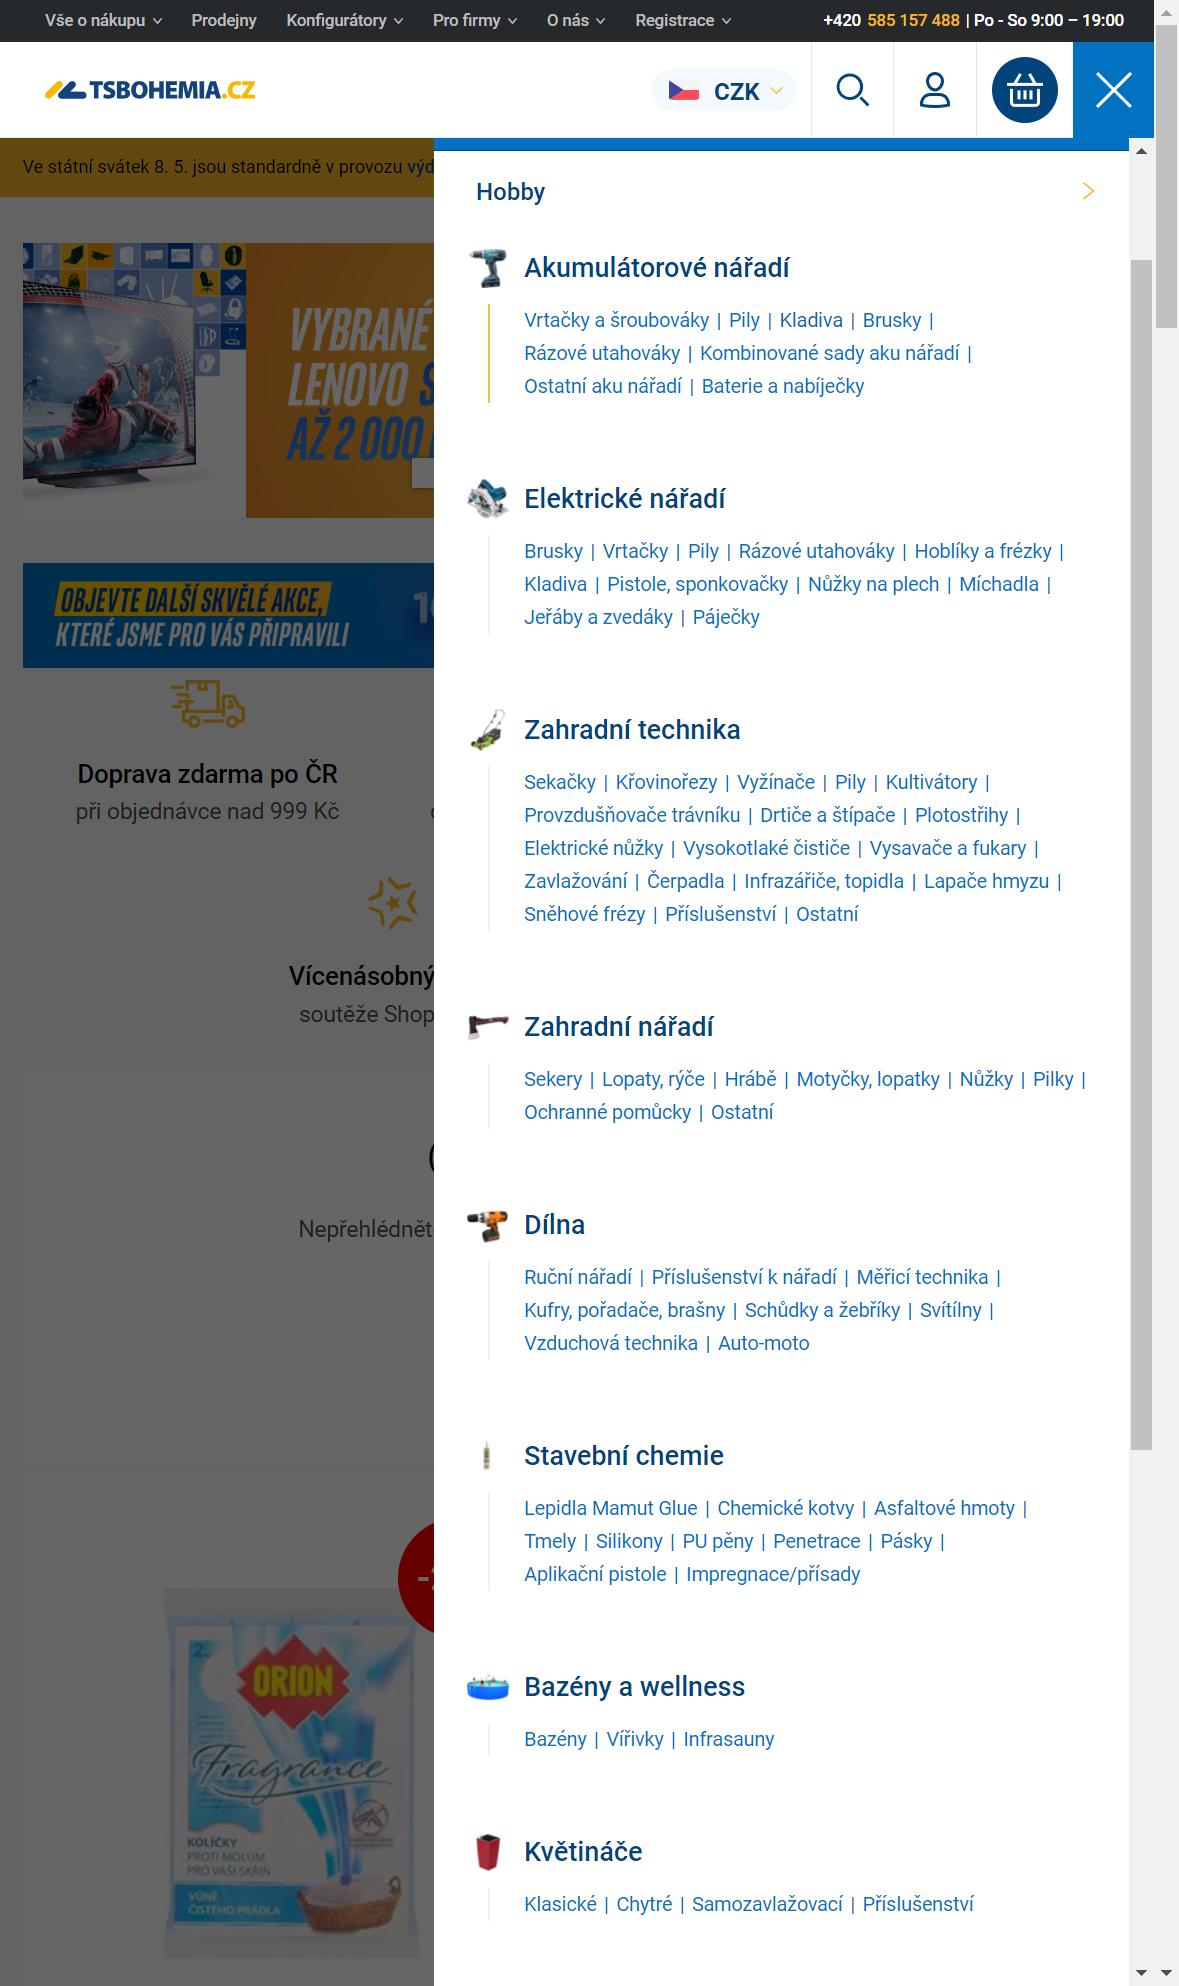 Vše o nákupu Prodejny Konfigurátory Pro firmy O nás Registrace +420 585 157 488 | Po - So 9:00 – 19:00
TSBOHEMIA.CZ CZK
Ve státní svátek 8. 5. jsou standardně v provozu výd
Hobby
Akumulátorové nářadí
Vrtačky a šroubováky | Pily | Kladiva | Brusky |
Rázové utahováky | Kombinované sady aku nářadí |
Ostatní aku nářadí | Baterie a nabíječky
VYBRANÉ
LENOVO S
AŽ 2 000
Elektrické nářadí
Brusky | Vrtačky | Pily | Rázové utahováky | Hoblíky a frézky |
Kladiva | Pistole, sponkovačky | Nůžky na plech | Míchadla |
Jeřáby a zvedáky | Páječky
OBJEVTE DALŠÍ SKVĚLÉ AKCE,
KTERÉ JSME PRO VÁS PŘIPRAVILI
Zahradní technika
Sekačky | Křovinořezy | Vyžínače | Pily | Kultivátory |
Provzdušňovače trávníku | Drtiče a štípače | Plotostřihy |
Elektrické nůžky | Vysokotlaké čističe | Vysavače a fukary |
Zavlažování | Čerpadla | Infrazářiče, topidla | Lapače hmyzu |
Sněhové frézy | Příslušenství | Ostatní
Doprava zdarma po ČR
při objednávce nad 999 Kč
Vícenásobný
soutěže Shop
Zahradní nářadí
Sekery | Lopaty, rýče | Hrábě | Motyčky, lopatky | Nůžky | Pilky |
Ochranné pomůcky | Ostatní
Nepřehlédnět
Dílna
Ruční nářadí | Příslušenství k nářadí | Měřicí technika |
Kufry, pořadače, brašny | Schůdky a žebříky | Svítílny |
Vzduchová technika | Auto-moto
Stavební chemie
Lepidla Mamut Glue | Chemické kotvy | Asfaltové hmoty |
Tmely | Silikony | PU pěny | Penetrace | Pásky |
Aplikační pistole | Impregnace/přísady
Bazény a wellness
Bazény | Vířivky | Infrasauny
ORION
Fragrance
KOLÍČKY
PROTI MOLŮM
PRO VAŠI SKŘÍŇ
VŮNĚ
ČISTÉHO PRÁDLA
Květináče
Klasické | Chytré | Samozavlažovací | Příslušenství